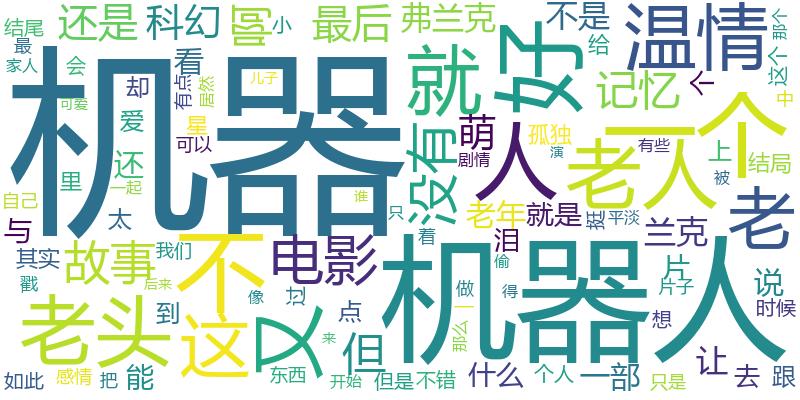 结尾
还是
科幻
剧
小
最后
弗兰克
不是
给
温情
这个
那个
最
家人
会
看
却
有点
居然
儿子
机器
就
好
记忆
个
中
可爱
爱
星
可以
没有
萌
剧情
人
孤独
演
有些
一个
老人
上
被
结局
自己
里
还
一起
太
谁
只
老年
就是
挺
平淡
兰克
老
与
其实
戳
故事
我们
后来
不
电影
着
泪
偷
机器人
片
片子
说
时候
到
像
过
点
做
得
想
老头
这
又
但
来
那么
一
让
如此
感情
把
能
东西
开始
但是
不错
什么
个人
一部
只是
去
跟